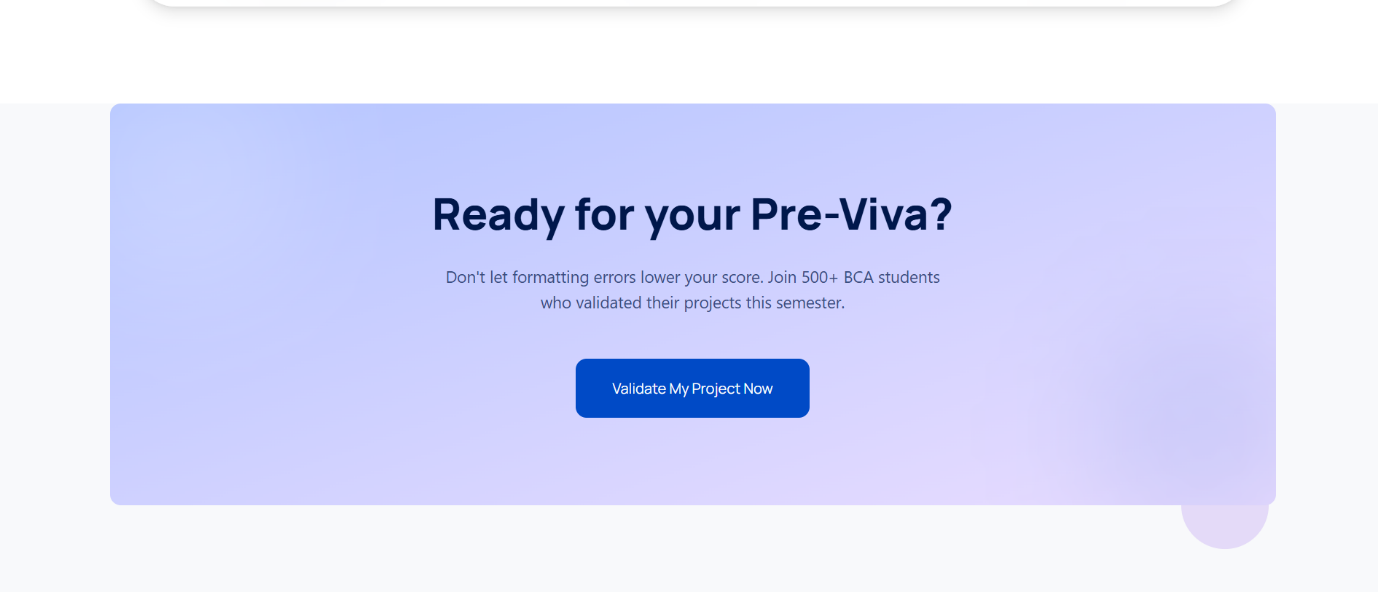 Ready for your Pre-Viva?
Don't let formatting errors lower your score. Join 500+ BCA students
who validated their projects this semester.
Validate My Project Now